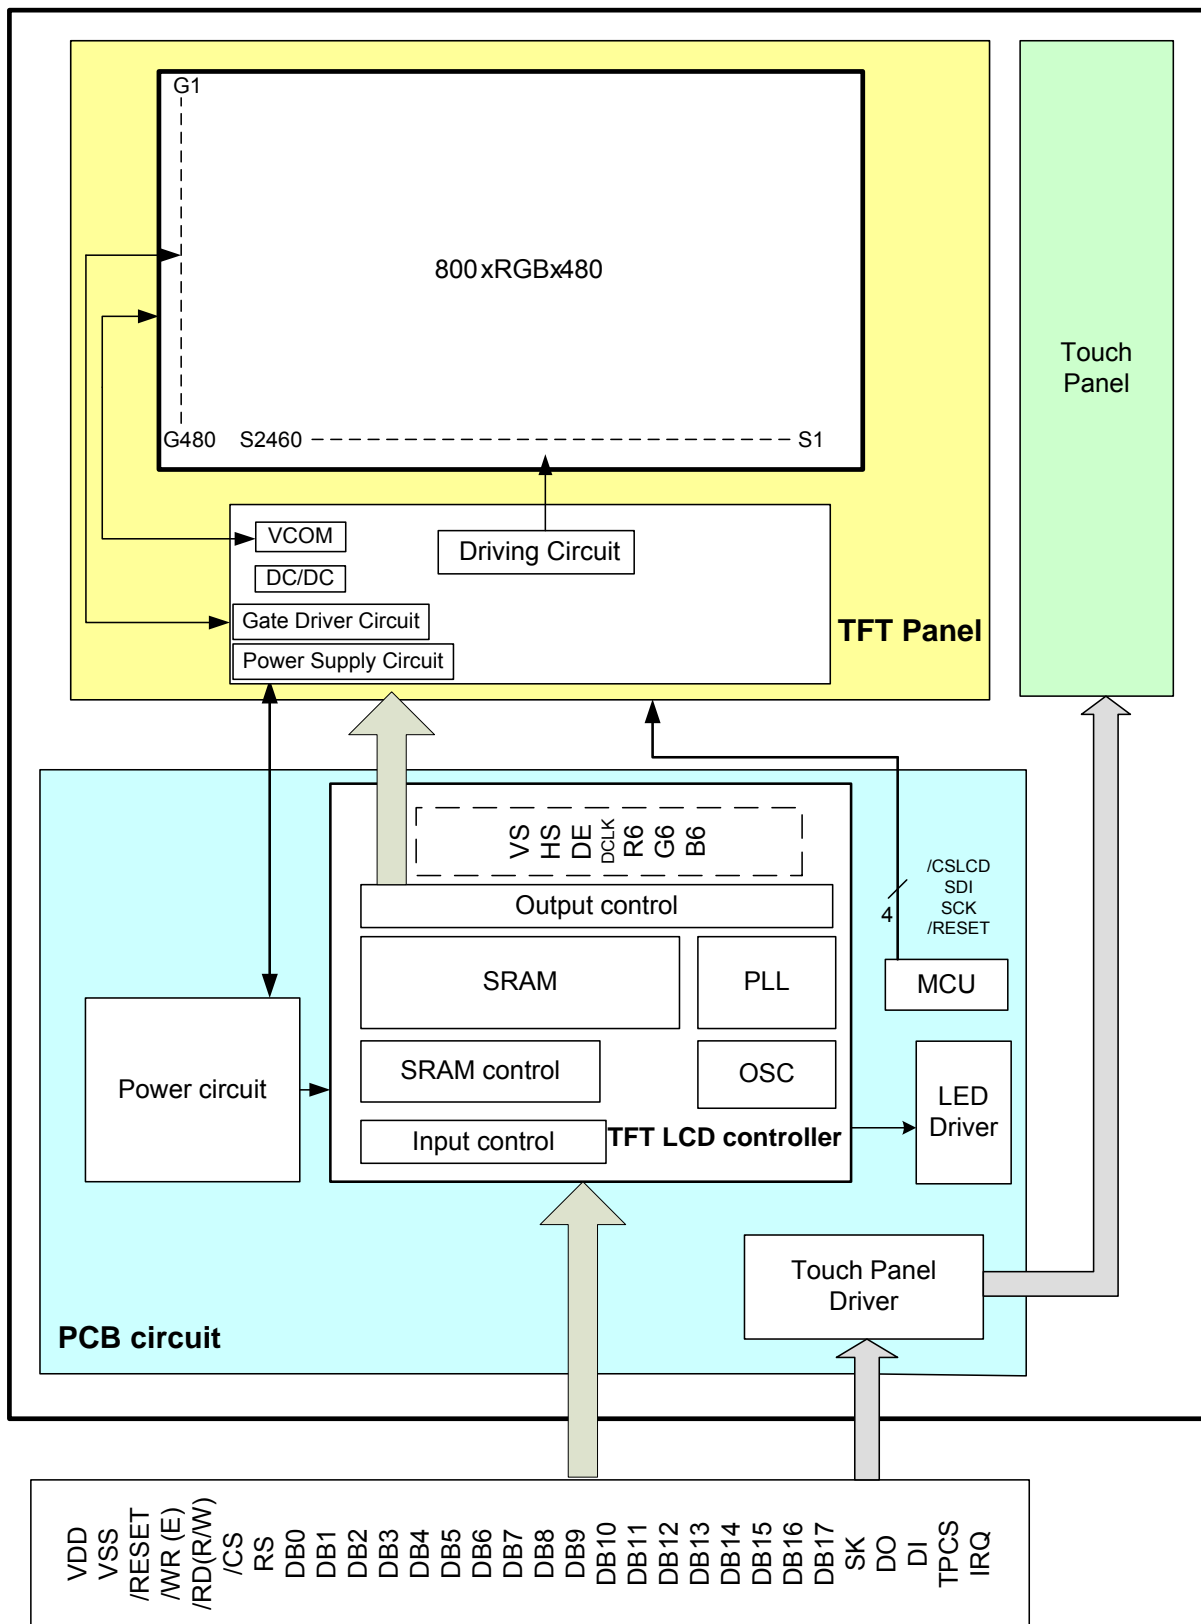 G1
800xRGBx480
G480 S2460 S1
Touch
Panel
VCOM
Driving Circuit
DC/DC
Gate Driver Circuit
TFT Panel
Power Supply Circuit
VS
HS
DE
DCLK
R6
G6
B6
/CSLCD
SDI
SCK
/RESET
4
Output control
SRAM
PLL
MCU
SRAM control
OSC
Power circuit
LED
Driver
Input control
TFT LCD controller
Touch Panel
Driver
PCB circuit
VDD
VSS
/RESET
/WR (E)
/RD(R/W)
/CS
RS
DB0
DB1
DB2
DB3
DB4
DB5
DB6
DB7
DB8
DB9
DB10
DB11
DB12
DB13
DB14
DB15
DB16
DB17
SK
DO
DI
TPCS
IRQ